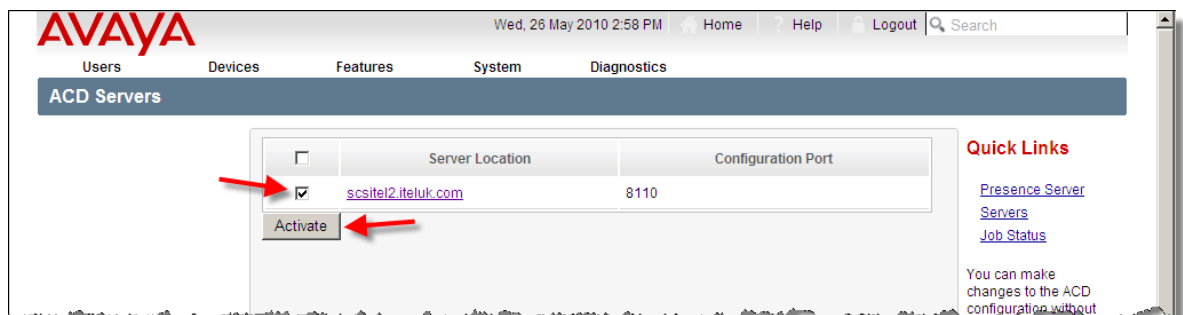 AVAYA
Wed, 26 May 2010 2:58 PM Home ? Help Logout Search
Users Devices Features System Diagnostics
ACD Servers
Server Location Configuration Port
scsitel2.iteluk.com 8110
Activate
Quick Links
Presence Server
Servers
Job Status
You can make
changes to the ACD
configuration without